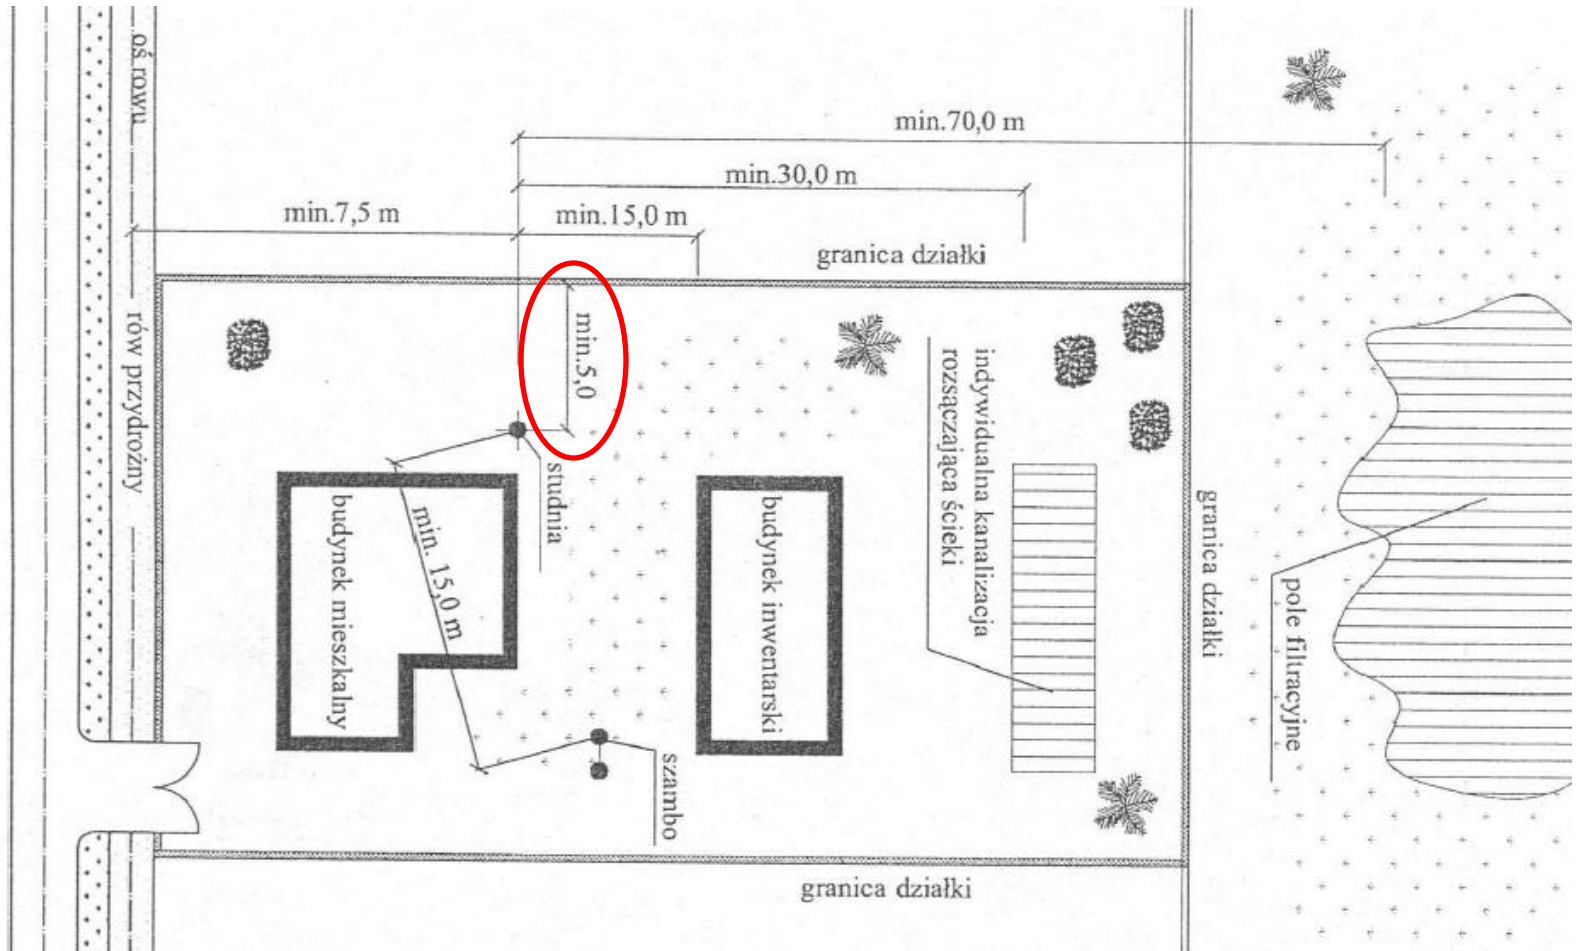 oś rowu
min.70,0 m
min.30,0 m
min.7,5 m
min.15,0 m
granica działki
min.5,0
rów przydrożny
studnia
min. 15,0 m
budynek mieszkalny
budynek inwentarski
indywidualna kanalizacja
rozsączająca ścieki
granica działki
pole filtracyjne
szambo
granica działki